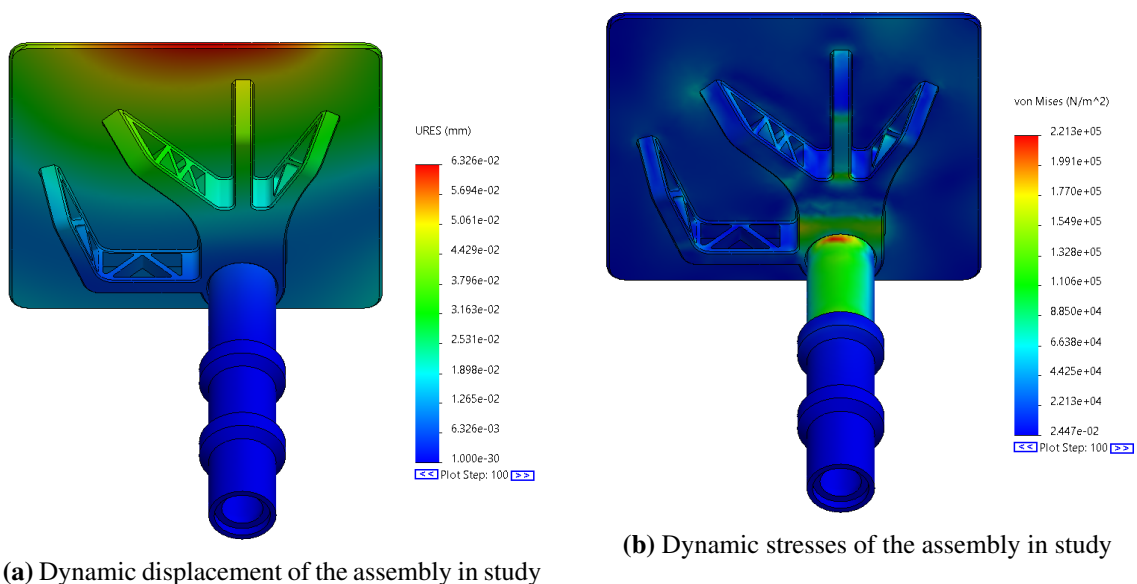 URES (mm)
6.326e-02
5.694e-02
5.061e-02
4.429e-02
3.796e-02
3.163e-02
2.531e-02
1.898e-02
1.265e-02
6.326e-03
1.000e-30
<< Plot Step: 100 >>
(a) Dynamic displacement of the assembly in study
von Mises (N/m^2)
2.213e+05
1.991e+05
1.770e+05
1.549e+05
1.328e+05
1.106e+05
8.850e+04
6.638e+04
4.425e+04
2.213e+04
2.447e-02
<< Plot Step: 100 >>
(b) Dynamic stresses of the assembly in study